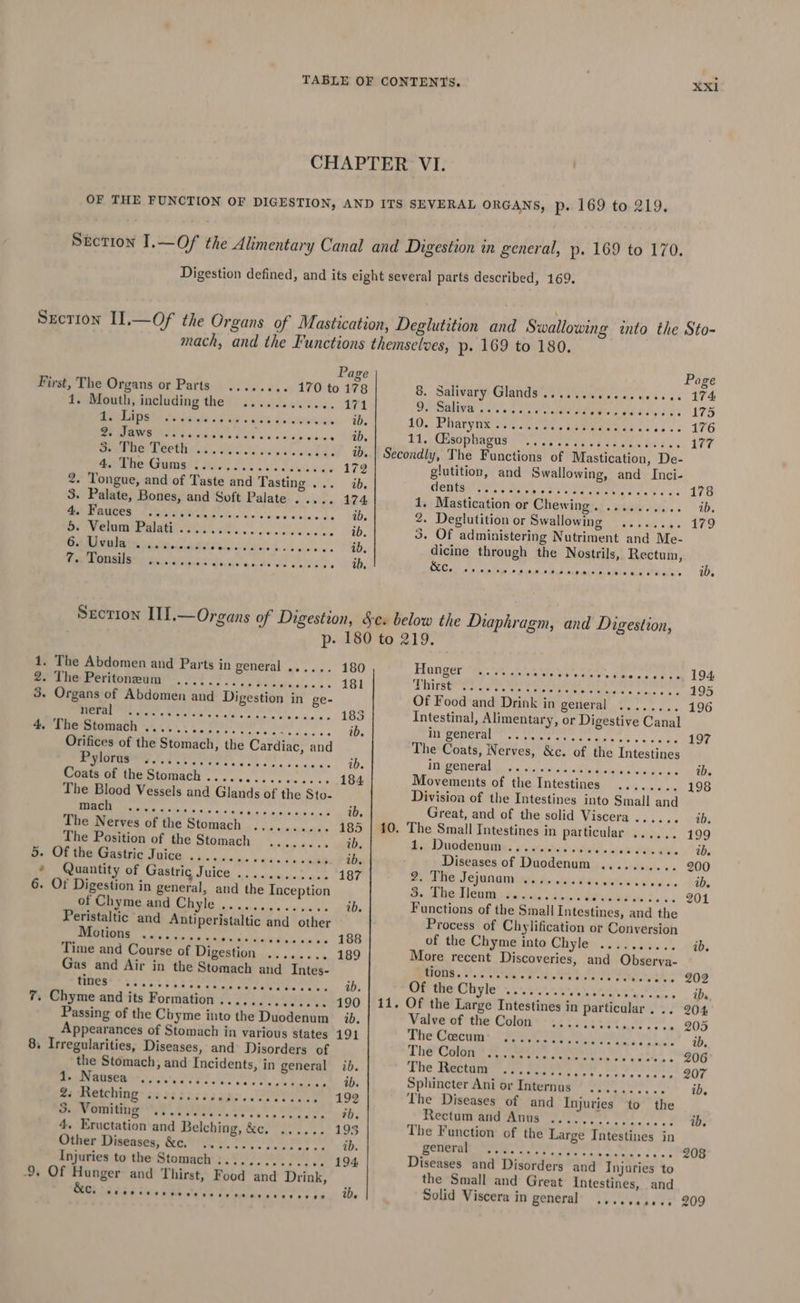 TABLE OF CONTENTS.
xxi
CHAPTER VI.
OF THE FUNCTION OF DIGESTION, AND ITS SEVERAL ORGANS, p. 169 to 219.
SECTION I.—Of the Alimentary Canal and Digestion in general, p. 169 to 170.
Digestion defined, and its eight several parts described, 169.
SECTION II.—Of the Organs of Mastication, Deglutition and Swallowing into the Sto-
mach, and the Functions themselves, p. 169 to 180.
Page
First, The Organs or Parts ........ 170 to 178
1. Mouth, including the ............ 171
1. Lips .................... ib.
2. Jaws .................... ib.
3. The Teeth .................... ib.
4. The Gums .................... 172
2. Tongue, and of Taste and Tasting ... ib.
3. Palate, Bones, and Soft Palate ..... 174
4. Fauces .................... ib.
5. Velum Palati .................... ib.
6. Uvula .................... ib.
7. Tonsils .................... ib.
Page
8. Salivary Glands .................... 174
9. Saliva .................... 175
10. Pharynx .................... 176
11. Œsophagus .................... 177
Secondly, The Functions of Mastication, De-
glutition, and Swallowing, and Inci-
dents .................... 178
1. Mastication or Chewing ........... ib.
2. Deglutition or Swallowing ........ 179
3. Of administering Nutriment and Me-
dicine through the Nostrils, Rectum,
&c. .................... ib.
SECTION III.—Organs of Digestion, &c. below the Diaphragm, and Digestion,
p. 180 to 219.
1. The Abdomen and Parts in general ...... 180
2. The Peritonæum .................... 181
3. Organs of Abdomen and Digestion in ge-
neral .................... 183
4. The Stomach .................... ib.
Orifices of the Stomach, the Cardiac, and
Pylorus .................... ib.
Coats of the Stomach ................ 184
The Blood Vessels and Glands of the Sto-
mach .................... ib.
The Nerves of the Stomach .......... 185
The Position of the Stomach ........ ib.
5. Of the Gastric Juice .................... ib.
Quantity of Gastric Juice ............ 187
6. Of Digestion in general, and the Inception
of Chyme and Chyle .............. ib.
Peristaltic and Antiperistaltic and other
Motions .................... 188
Time and Course of Digestion ........ 189
Gas and Air in the Stomach and Intes-
tines .................... ib.
7. Chyme and its Formation .............. 190
Passing of the Chyme into the Duodenum ib.
Appearances of Stomach in various states 191
8. Irregularities, Diseases, and Disorders of
the Stomach, and Incidents, in general ib.
1. Nausea .................... ib.
2. Retching .................... 192
3. Vomiting .................... ib.
4. Eructation and Belching, &c. ...... 193
Other Diseases, &c. ................ ib.
Injuries to the Stomach .............. 194
9. Of Hunger and Thirst, Food and Drink,
&c. .................... ib.
Hunger .................... 194
Thirst .................... 195
Of Food and Drink in general ........ 196
Intestinal, Alimentary, or Digestive Canal
in general .................... 197
The Coats, Nerves, &c. of the Intestines
in general .................... ib.
Movements of the Intestines ........ 198
Division of the Intestines into Small and
Great, and of the solid Viscera ...... ib.
10. The Small Intestines in particular ...... 199
1. Duodenum .................... ib.
Diseases of Duodenum .......... 200
2. The Jejunum .................... ib.
3. The Ileum .................... 201
Functions of the Small Intestines, and the
Process of Chylification or Conversion
of the Chyme into Chyle .......... ib.
More recent Discoveries, and Observa-
tions .................... 202
Of the Chyle .................... ib.
11. Of the Large Intestines in particular ... 204
Valve of the Colon ................ 205
The Cœcum .................... ib.
The Colon .................... 206
The Rectum .................... 207
Sphincter Ani or Internus .......... ib.
The Diseases of and Injuries to the
Rectum and Anus ................ ib.
The Function of the Large Intestines in
general .................... 208
Diseases and Disorders and Injuries to
the Small and Great Intestines, and
Solid Viscera in general .......... 209